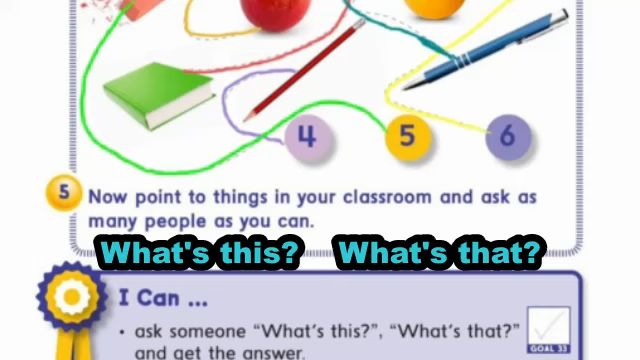 4
5
6
5
Now point to things in your classroom and ask as
many people as you can.
What's this? What's that?
I Can ...
• ask someone “What's this?”, “What's that?”
and get the answer.
GOAL 33